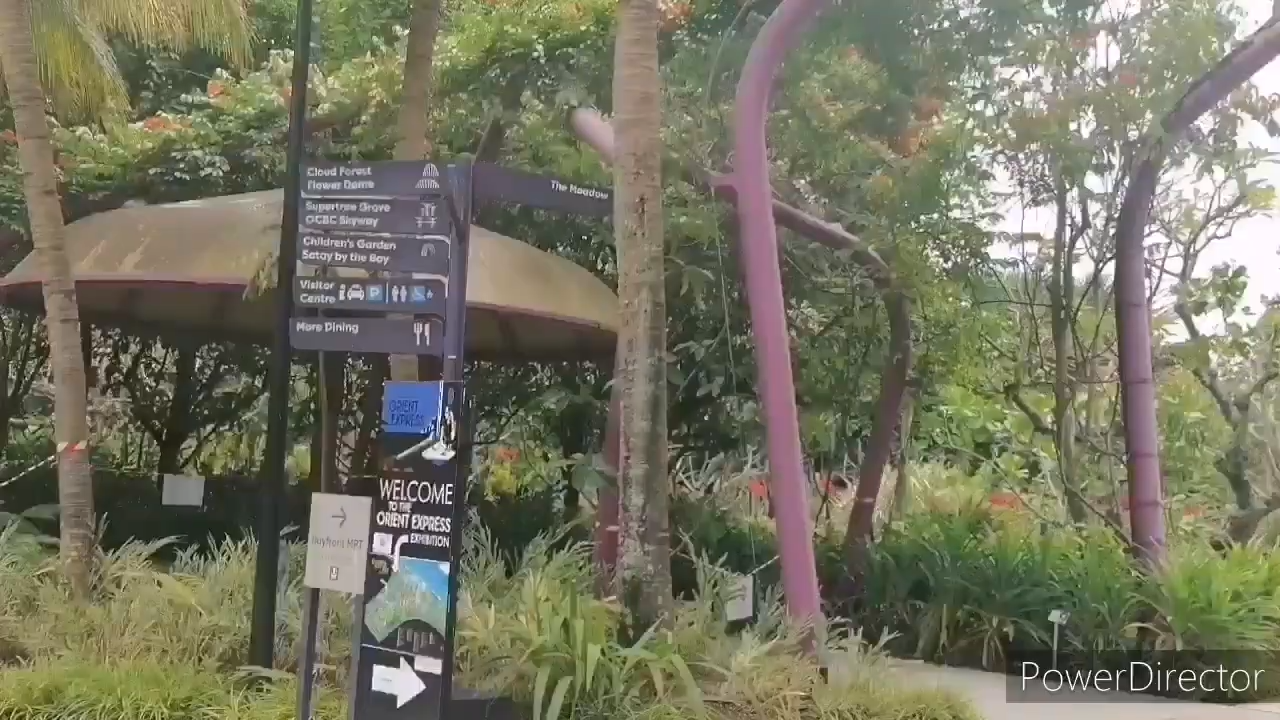 Cloud Forest
Flower Dome
The Meadow
Supertree Grove
OCBC Skyway
Children's Garden
Satay by the Bay
Visitor
Centre
P
More Dining
ORIENT
EXPRESS
WELCOME
TO THE
ORIENT EXPRESS
EXHIBITION
Bayfront MRT
PowerDirector